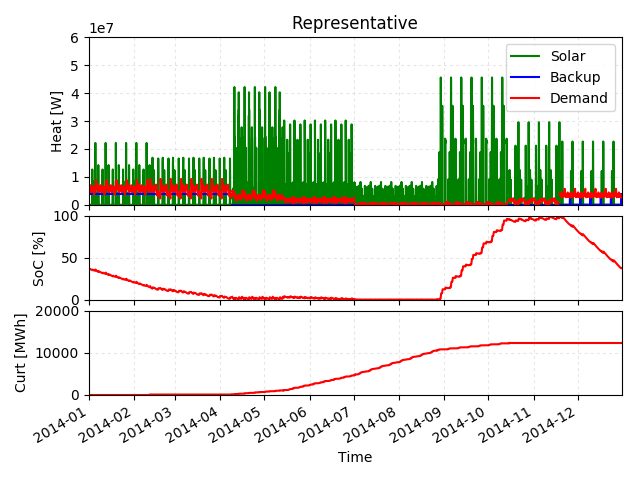 Representative
1e7
6
5
4
3
2
1
0
Heat [W]
Solar
Backup
Demand
100
50
0
SoC [%]
20000
10000
0
Curt [MWh]
2014-01
2014-02
2014-03
2014-04
2014-05
2014-06
2014-07
2014-08
2014-09
2014-10
2014-11
2014-12
Time